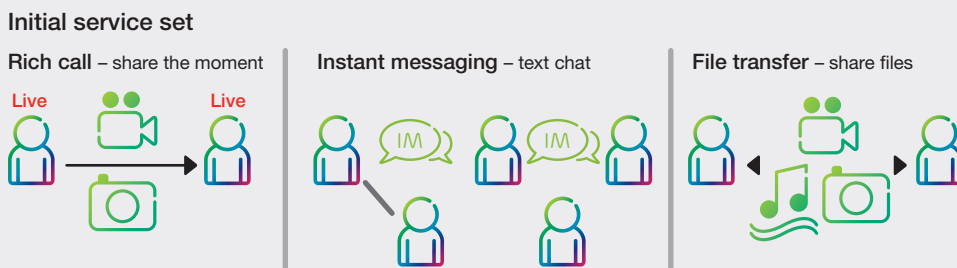 Initial service set
Rich call – share the moment
Live
Live
Instant messaging – text chat
IM
IM
File transfer – share files